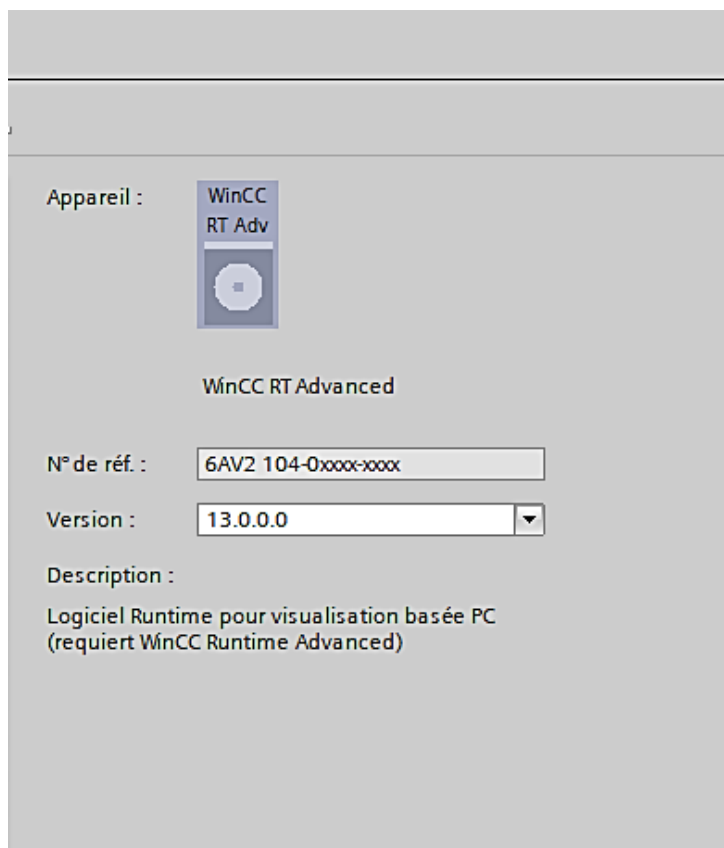 Appareil :
WinCC
RT Adv
WinCC RT Advanced
N° de réf. : 6AV2 104-0xxxx-xxxx
Version : 13.0.0.0
Description :
Logiciel Runtime pour visualisation basée PC
(requiert WinCC Runtime Advanced)